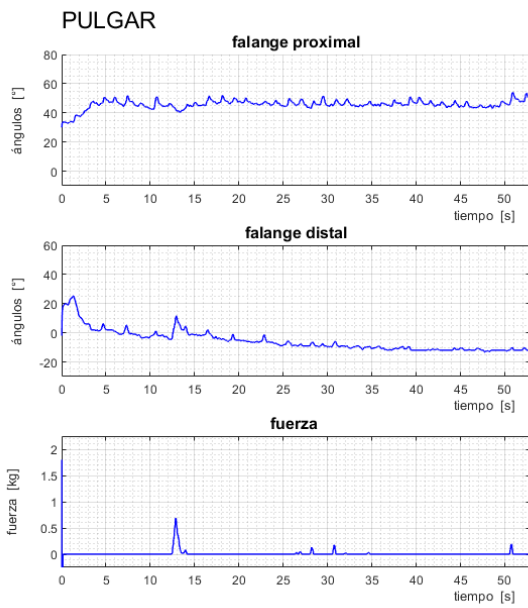 PULGAR
falange proximal
ángulos [°]
80
60
40
20
0
0 5 10 15 20 25 30 35 40 45 50
tiempo [s]
falange distal
ángulos [°]
60
40
20
0
-20
0 5 10 15 20 25 30 35 40 45 50
tiempo [s]
fuerza
fuerza [kg]
2
1.5
1
0.5
0
0 5 10 15 20 25 30 35 40 45 50
tiempo [s]